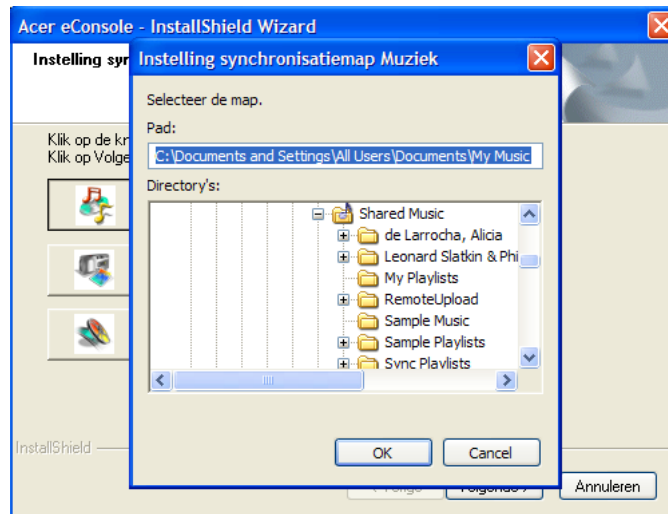 Acer eConsole - InstallShield Wizard
Instelling syn
Instelling synchronisatiemap Muziek
Selecteer de map.
Pad:
Klik op de kn
Klik op Volge
C:\Documents and Settings\All Users\Documents\My Music
Directory's:
Shared Music
de Larrocha, Alicia
Leonard Slatkin & Phi
My Playlists
RemoteUpload
Sample Music
Sample Playlists
Sync Playlists
InstallShield
OK
Cancel
Annuleren